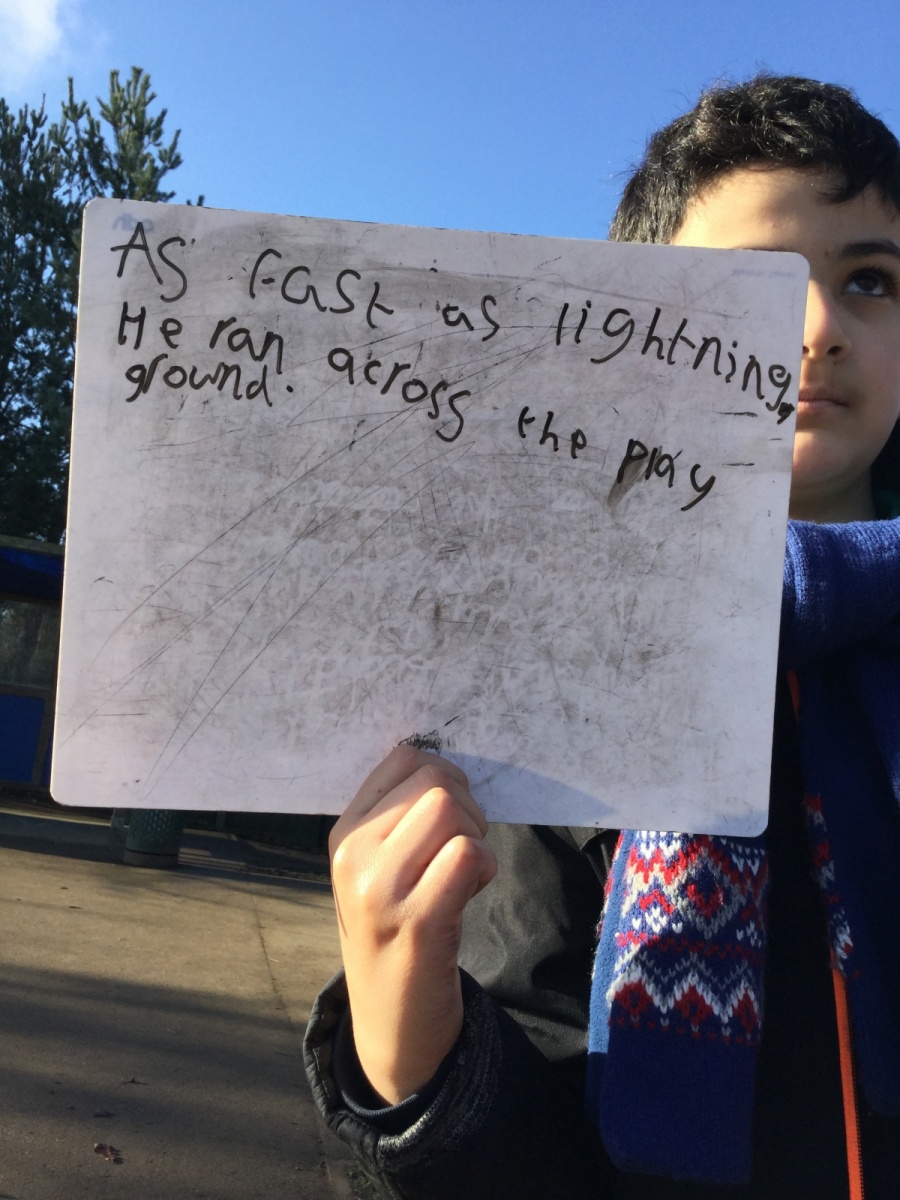 As fast as lightning,
He ran across the play
ground.